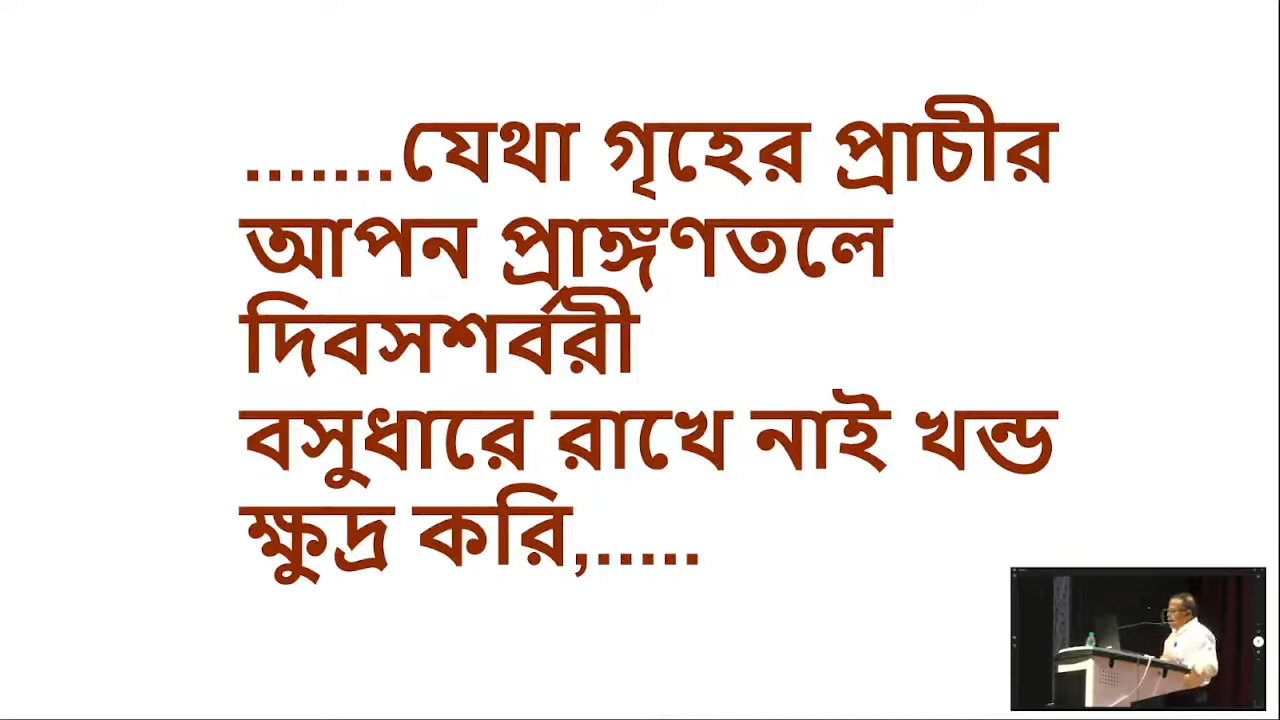 .......যেথা গৃহের প্রাচীর
আপন প্রাঙ্গণতলে
দিবসশর্বরী
বসুধারে রাখে নাই খন্ড
ক্ষুদ্র করি,.....